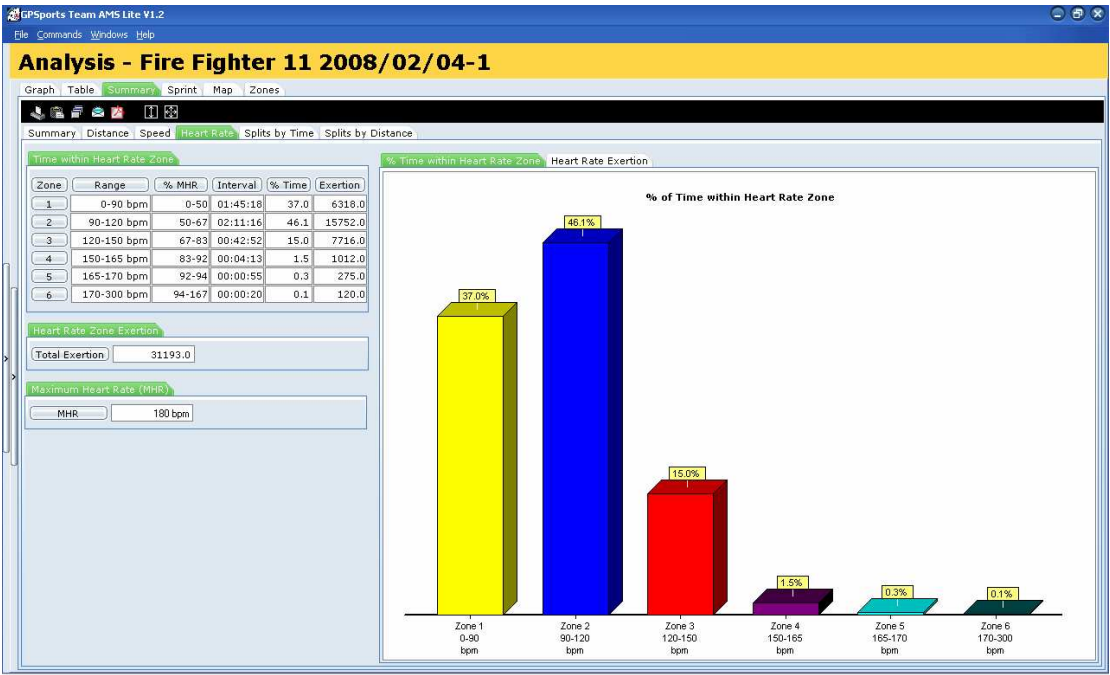 GPSports Team AMS Lite V1.2
File Commands Windows Help
Analysis - Fire Fighter 11 2008/02/04-1
Graph Table Summary Sprint Map Zones
Summary Distance Speed Heart Rate Splits by Time Splits by Distance
Time within Heart Rate Zone
Zone Range % MHR Interval % Time Exertion
1 0-90 bpm 0-50 01:45:18 37.0 6318.0
2 90-120 bpm 50-67 02:11:16 46.1 15752.0
3 120-150 bpm 67-83 00:42:52 15.0 7716.0
4 150-165 bpm 83-92 00:04:13 1.5 1012.0
5 165-170 bpm 92-94 00:00:55 0.3 275.0
6 170-300 bpm 94-167 00:00:20 0.1 120.0
Heart Rate Zone Exertion
Total Exertion 31193.0
Maximum Heart Rate (MHR)
MHR 180 bpm
% Time within Heart Rate Zone Heart Rate Exertion
% of Time within Heart Rate Zone
46.1%
37.0%
15.0%
1.5%
0.3%
0.1%
Zone 1 Zone 2 Zone 3 Zone 4 Zone 5 Zone 6
0-90 90-120 120-150 150-165 165-170 170-300
bpm bpm bpm bpm bpm bpm